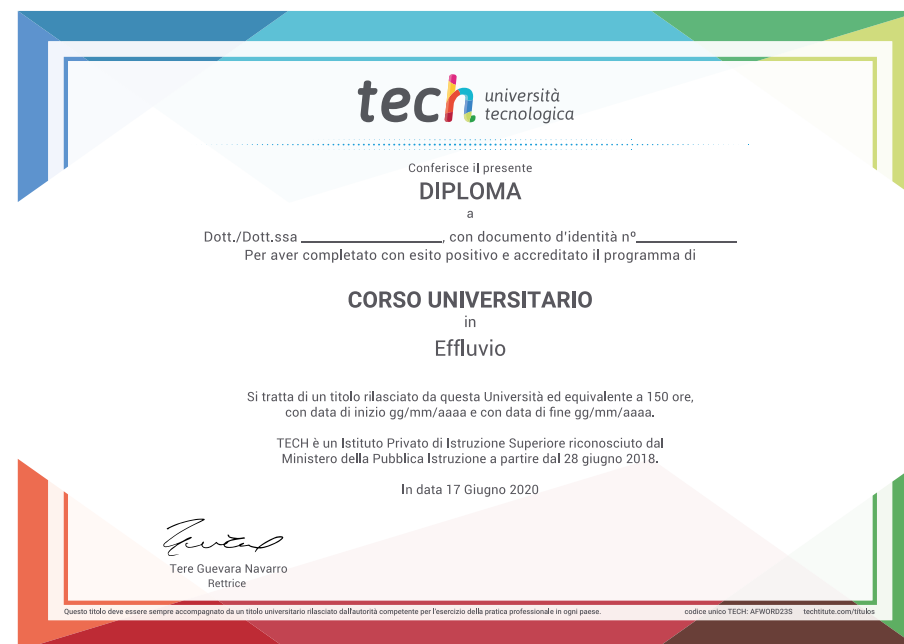 tech università
tecnologica
Conferisce il presente
DIPLOMA
a
Dott./Dott.ssa ____________________, con documento d'identità nº______________
Per aver completato con esito positivo e accreditato il programma di
CORSO UNIVERSITARIO
in
Effluvio
Si tratta di un titolo rilasciato da questa Università ed equivalente a 150 ore,
con data di inizio gg/mm/aaaa e con data di fine gg/mm/aaaa.
TECH è un Istituto Privato di Istruzione Superiore riconosciuto dal
Ministero della Pubblica Istruzione a partire dal 28 giugno 2018.
In data 17 Giugno 2020
Tere Guevara Navarro
Rettrice
Questo titolo deve essere sempre accompagnato da un titolo universitario rilasciato dall'autorità competente per l'esercizio della pratica professionale in ogni paese. codice unico TECH: AFWORD23S techtitute.com/titulos